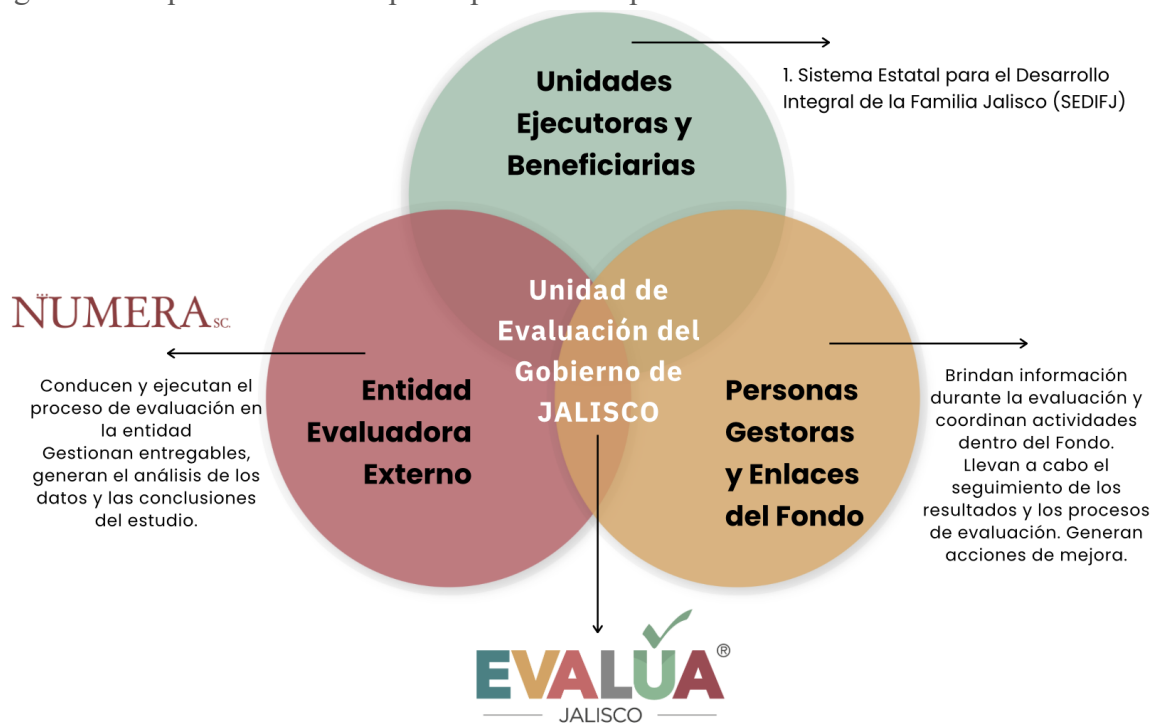 Unidades
Ejecutoras y
Beneficiarias
1. Sistema Estatal para el Desarrollo
Integral de la Familia Jalisco (SEDIFJ)
NUMERA SC.
Conducen y ejecutan el
proceso de evaluación en
la entidad
Gestionan entregables,
generan el análisis de los
datos y las conclusiones
del estudio.
Entidad
Evaluadora
Externo
Unidad de
Evaluación del
Gobierno de
JALISCO
Personas
Gestoras
y Enlaces
del Fondo
Brindan información
durante la evaluación y
coordinan actividades
dentro del Fondo.
Llevan a cabo el
seguimiento de los
resultados y los procesos
de evaluación. Generan
acciones de mejora.
EVALÚA®
JALISCO